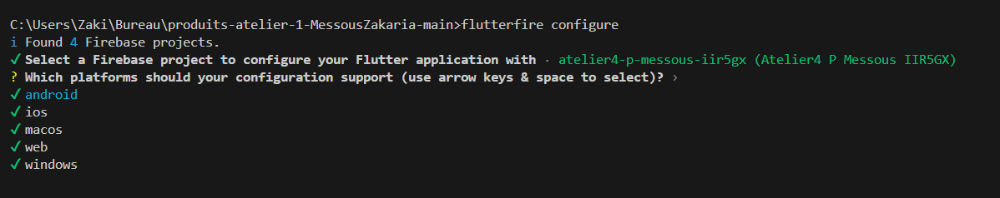 C:\Users\Zaki\Bureau\produits-atelier-1-MessousZakaria-main>flutterfire configure
i Found 4 Firebase projects.
✔ Select a Firebase project to configure your Flutter application with · atelier4-p-messous-iir5gx (Atelier4 P Messous IIR5GX)
? Which platforms should your configuration support (use arrow keys & space to select)? ›
✔ android
✔ ios
✔ macos
✔ web
✔ windows